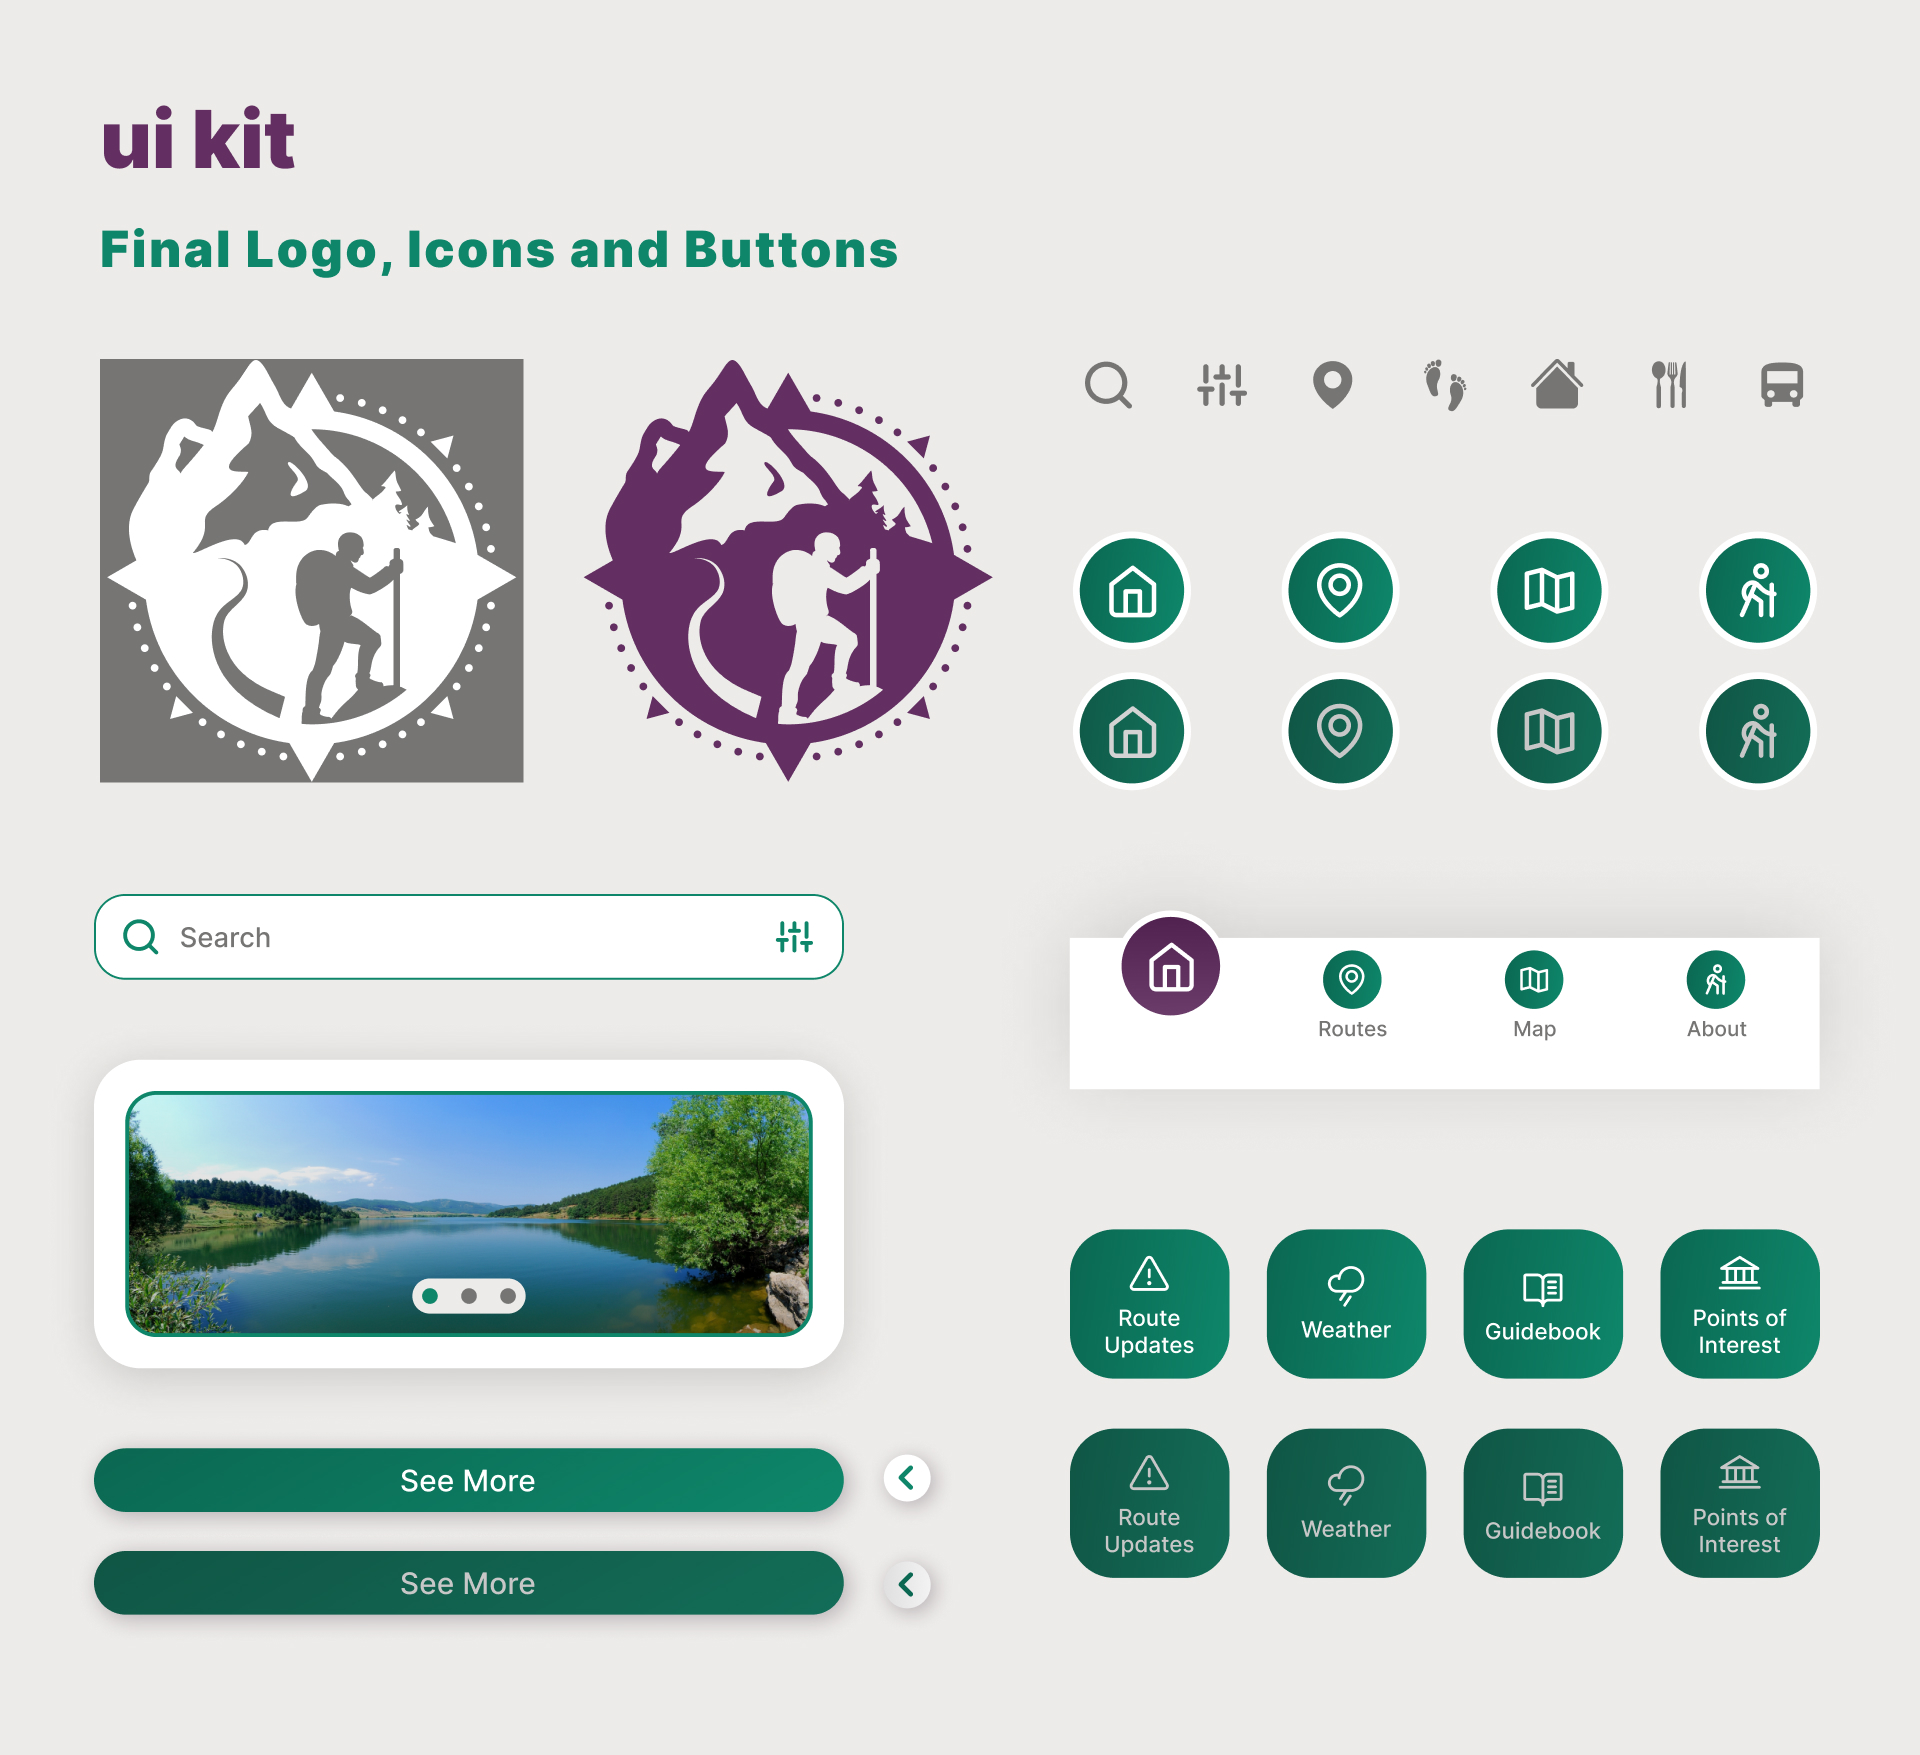 ui kit
Final Logo, Icons and Buttons
Search
Routes
Map
About
Route
Updates
Weather
Guidebook
Points of
Interest
See More
See More
Route
Updates
Weather
Guidebook
Points of
Interest